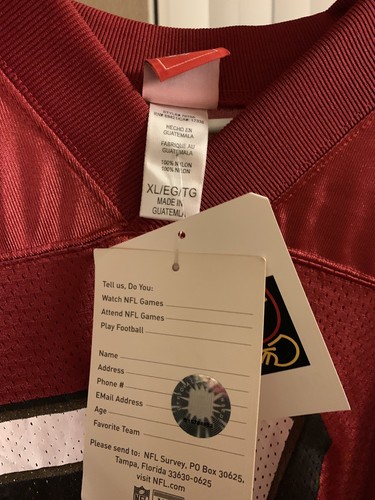 HECHO EN
GUATEMALA
FABRIQUE AU
GUATEMALA
100% NYLON
100% NYLON
XL/EG/TG
MADE IN
GUATEMALA
Tell us, Do You:
Watch NFL Games
Attend NFL Games
Play Football
Name
Address
Phone #
EMail Address
Age
Favorite Team
Please send to: NFL Survey, PO Box 30625,
Tampa, Florida 33630-0625
visit NFL.com
NFL